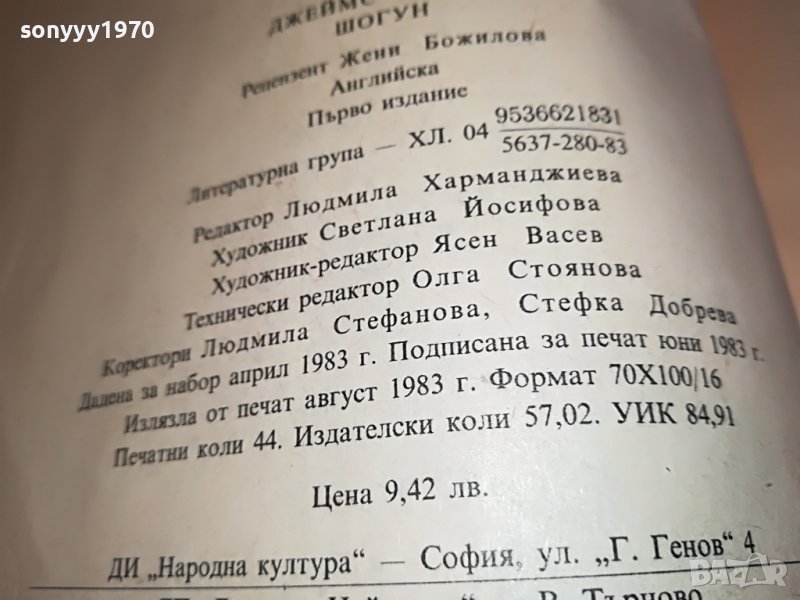 sonyyy1970
ДЖЕЙМС
ШОГУН
Рецензент Жени Божилова
Английска
Първо издание
Литературна група — ХЛ. 04 9536621831
5637-280-83
Редактор Людмила Харманджиева
Художник Светлана Йосифова
Художник-редактор Ясен Васев
Технически редактор Олга Стоянова
Коректори Людмила Стефанова, Стефка Добрева
Дадена за набор април 1983 г. Подписана за печат юни 1983 г.
Излязла от печат август 1983 г. Формат 70X100/16
Печатни коли 44. Издателски коли 57,02. УИК 84,91
Цена 9,42 лв.
ДИ „Народна култура“ — София, ул. „Г. Генов“ 4
В. Търново
BAZAR